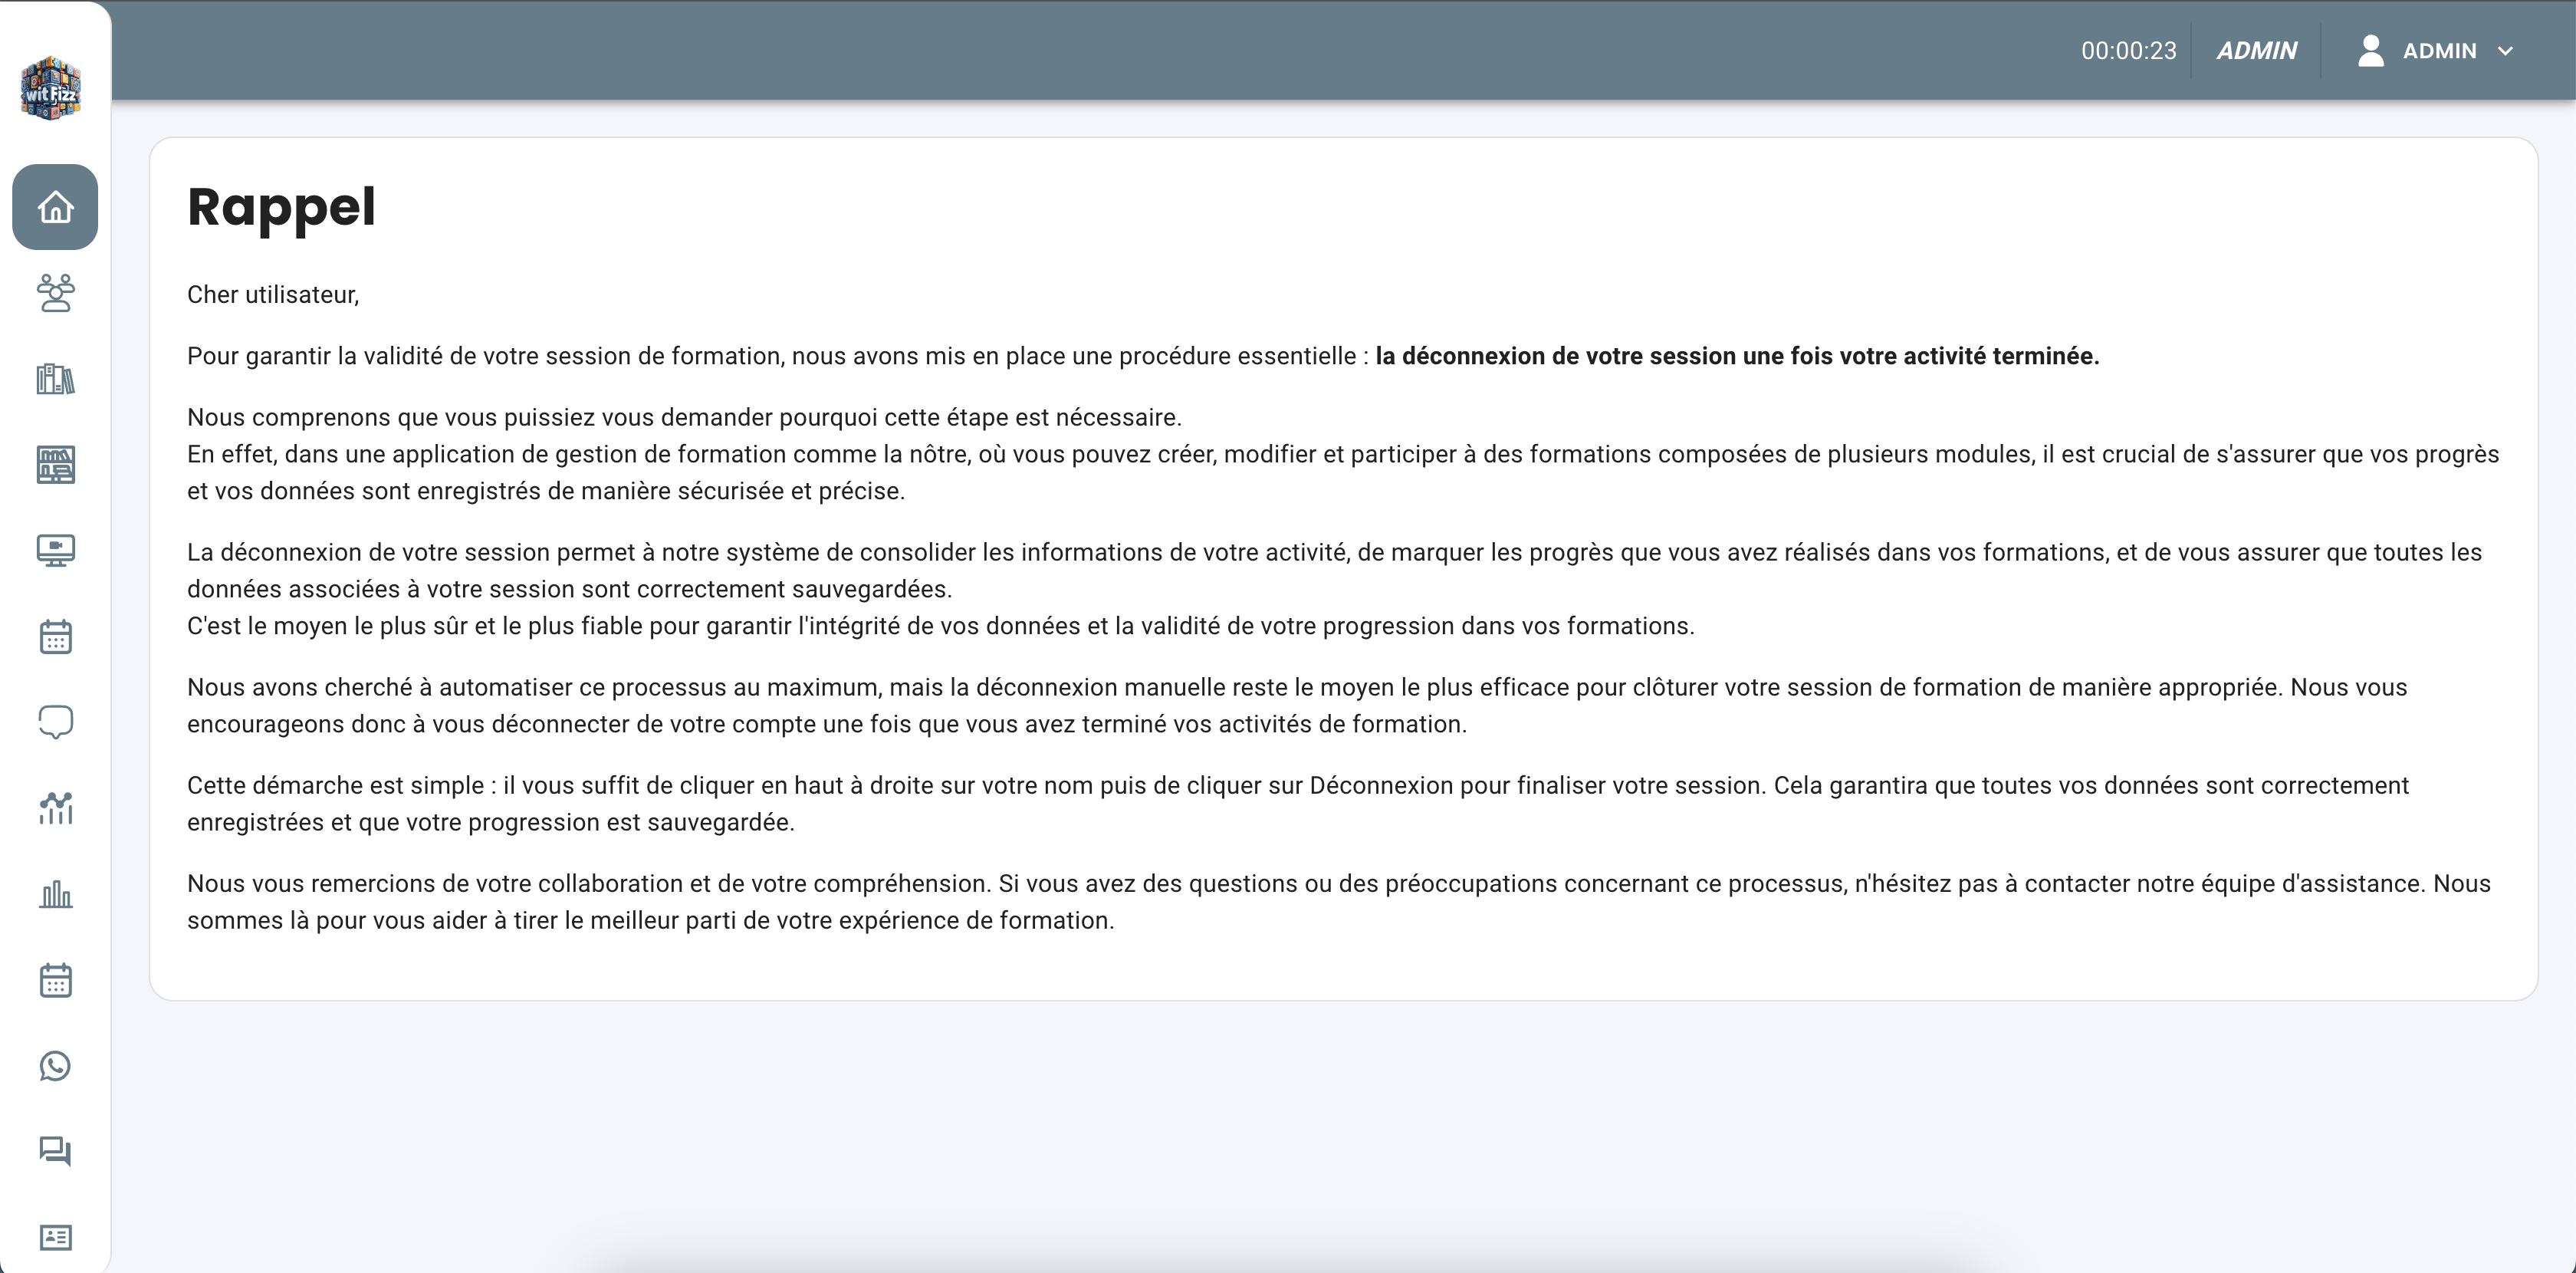 wit Fizz
00:00:23
ADMIN
ADMIN
Rappel
Cher utilisateur,
Pour garantir la validité de votre session de formation, nous avons mis en place une procédure essentielle : la déconnexion de votre session une fois votre activité terminée.
Nous comprenons que vous puissiez vous demander pourquoi cette étape est nécessaire.
En effet, dans une application de gestion de formation comme la nôtre, où vous pouvez créer, modifier et participer à des formations composées de plusieurs modules, il est crucial de s'assurer que vos progrès
et vos données sont enregistrés de manière sécurisée et précise.
La déconnexion de votre session permet à notre système de consolider les informations de votre activité, de marquer les progrès que vous avez réalisés dans vos formations, et de vous assurer que toutes les
données associées à votre session sont correctement sauvegardées.
C'est le moyen le plus sûr et le plus fiable pour garantir l'intégrité de vos données et la validité de votre progression dans vos formations.
Nous avons cherché à automatiser ce processus au maximum, mais la déconnexion manuelle reste le moyen le plus efficace pour clôturer votre session de formation de manière appropriée. Nous vous
encourageons donc à vous déconnecter de votre compte une fois que vous avez terminé vos activités de formation.
Cette démarche est simple : il vous suffit de cliquer en haut à droite sur votre nom puis de cliquer sur Déconnexion pour finaliser votre session. Cela garantira que toutes vos données sont correctement
enregistrées et que votre progression est sauvegardée.
Nous vous remercions de votre collaboration et de votre compréhension. Si vous avez des questions ou des préoccupations concernant ce processus, n'hésitez pas à contacter notre équipe d'assistance. Nous
sommes là pour vous aider à tirer le meilleur parti de votre expérience de formation.